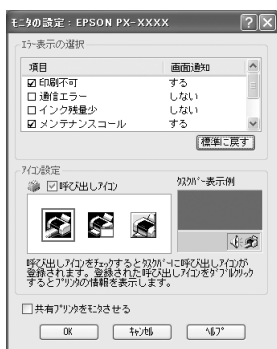 モニタの設定 : EPSON PX-XXXX
エラー表示の選択
項目 画面通知
印刷不可 する
通信エラー しない
インク残量少 しない
メンテナンスコール する
標準に戻す
アイコン設定
呼び出しアイコン
タスクバー表示例
呼び出しアイコンをチェックするとタスクバーに呼び出しアイコンが
登録されます。登録された呼び出しアイコンをダブルクリック
するとプリンタの情報を表示します。
共有プリンタをモニタさせる
OK キャンセル ヘルプ